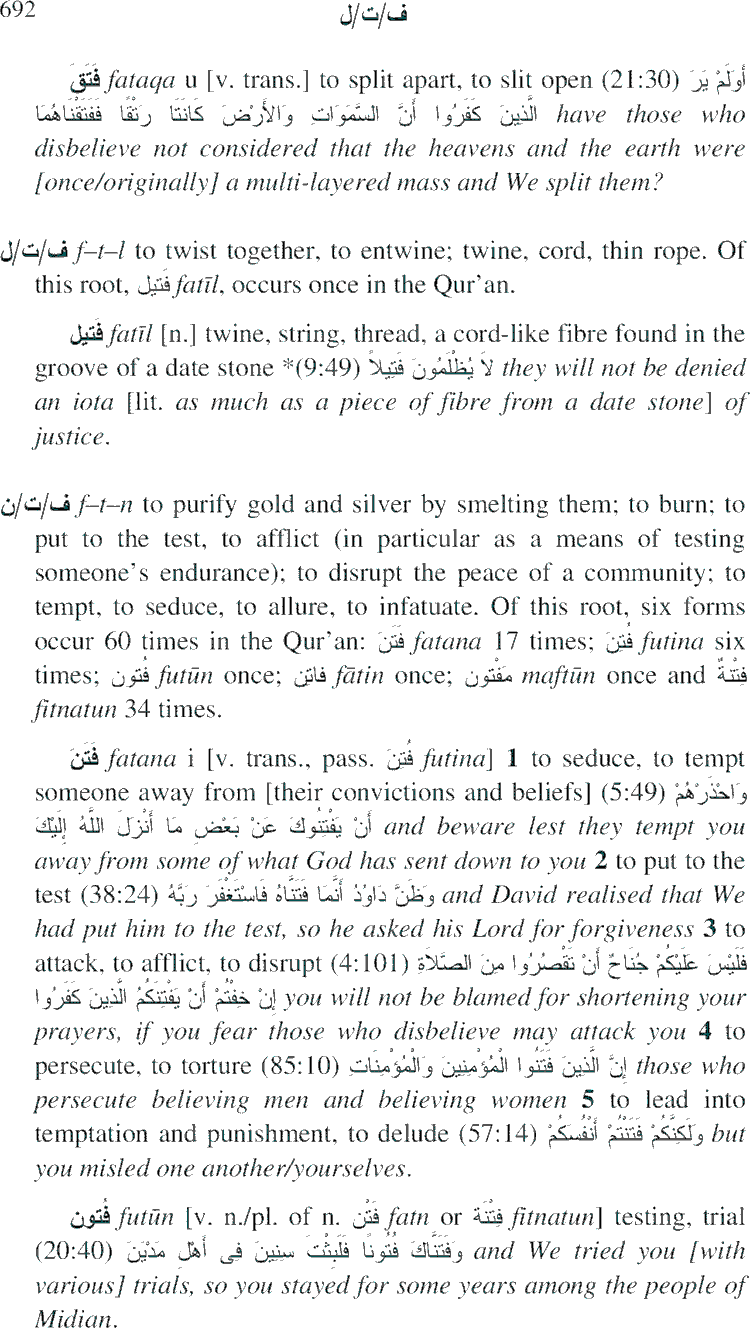 692 ف/ت/ل
فَتَقَ fataqa u [v. trans.] to split apart, to slit open (21:30) أَوَلَمْ يَرَ
الَّذِينَ كَفَرُوا أَنَّ السَّمَوَاتِ وَالأَرْضَ كَانَتَا رَتْقًا فَفَتَقْنَاهُمَا have those who
disbelieve not considered that the heavens and the earth were
[once/originally] a multi-layered mass and We split them?
ف/ت/ل f–t–l to twist together, to entwine; twine, cord, thin rope. Of
this root, فَتيل fatīl, occurs once in the Qur’an.
فَتيل fatīl [n.] twine, string, thread, a cord-like fibre found in the
groove of a date stone *(9:49) لاَ يُظْلَمُونَ فَتِيلاً they will not be denied
an iota [lit. as much as a piece of fibre from a date stone] of
justice.
ف/ت/ن f–t–n to purify gold and silver by smelting them; to burn; to
put to the test, to afflict (in particular as a means of testing
someone’s endurance); to disrupt the peace of a community; to
tempt, to seduce, to allure, to infatuate. Of this root, six forms
occur 60 times in the Qur’an: فَتَنَ fatana 17 times; فُتِنَ futina six
times; فُتون futūn once; فاتِن fātin once; مَفْتون maftūn once and فِتْنةٌ
fitnatun 34 times.
فَتَنَ fatana i [v. trans., pass. فُتِنَ futina] 1 to seduce, to tempt
someone away from [their convictions and beliefs] (5:49) وَاحْذَرْهُمْ
أَنْ يَفْتِنُوكَ عَنْ بَعْضِ مَا أَنْزَلَ اللَّهُ إِلَيْكَ and beware lest they tempt you
away from some of what God has sent down to you 2 to put to the
test (38:24) وَظَنَّ دَاوُدُ أَنَّمَا فَتَنَّاهُ فَاسْتَغْفَرَ رَبَّهُ and David realised that We
had put him to the test, so he asked his Lord for forgiveness 3 to
attack, to afflict, to disrupt (4:101) فَلَيْسَ عَلَيْكُمْ جُنَاحٌ أَنْ تَقْصُرُوا مِنَ الصَّلاَةِ
إِنْ خِفْتُمْ أَنْ يَفْتِنَكُمُ الَّذِينَ كَفَرُوا you will not be blamed for shortening your
prayers, if you fear those who disbelieve may attack you 4 to
persecute, to torture (85:10) إِنَّ الَّذِينَ فَتَنُوا الْمُؤْمِنِينَ وَالْمُؤْمِنَاتِ those who
persecute believing men and believing women 5 to lead into
temptation and punishment, to delude (57:14) وَلَكِنَّكُمْ فَتَنْتُمْ أَنْفُسَكُمْ but
you misled one another/yourselves.
فُتون futūn [v. n./pl. of n. فَتْن fatn or فِتْنَة fitnatun] testing, trial
(20:40) وَفَتَنَّاكَ فُتُونًا فَلَبِثْتَ سِنِينَ فِى أَهْلِ مَدْيَنَ and We tried you [with
various] trials, so you stayed for some years among the people of
Midian.